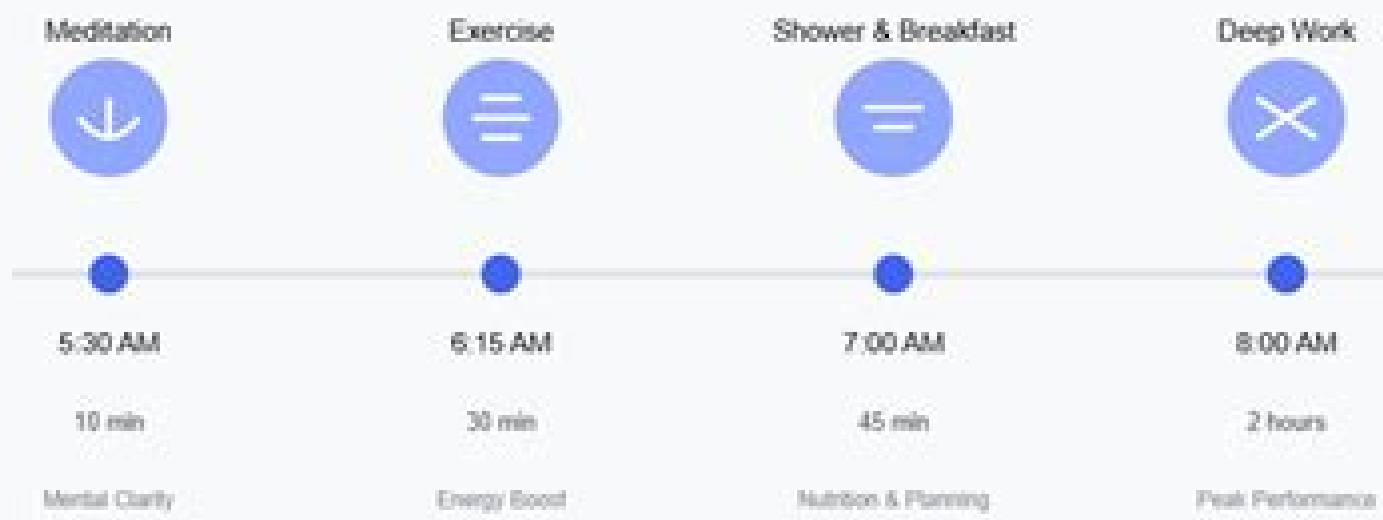 Meditation
Exercise
Shower & Breakfast
Deep Work
5:30 AM
6:15 AM
7:00 AM
8:00 AM
10 min
30 min
45 min
2 hours
Mental Clarity
Energy Boost
Nutrition & Planning
Peak Performance